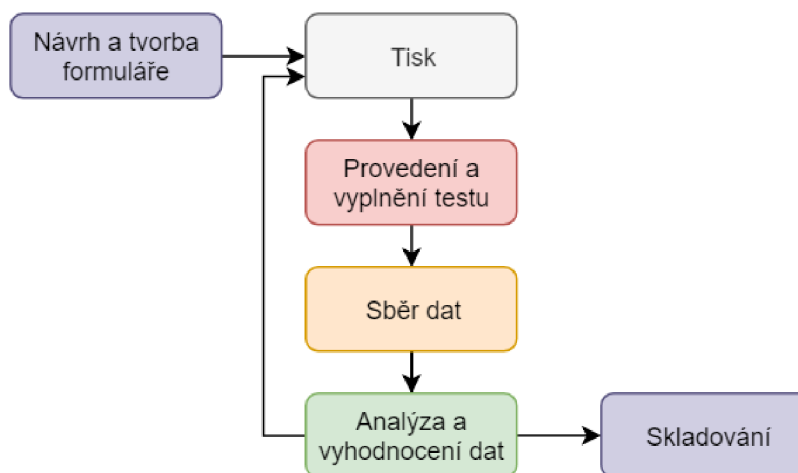 Návrh a tvorba
formuláře
Tisk
Provedení a
vyplnění testu
Sběr dat
Analýza a
vyhodnocení dat
Skladování